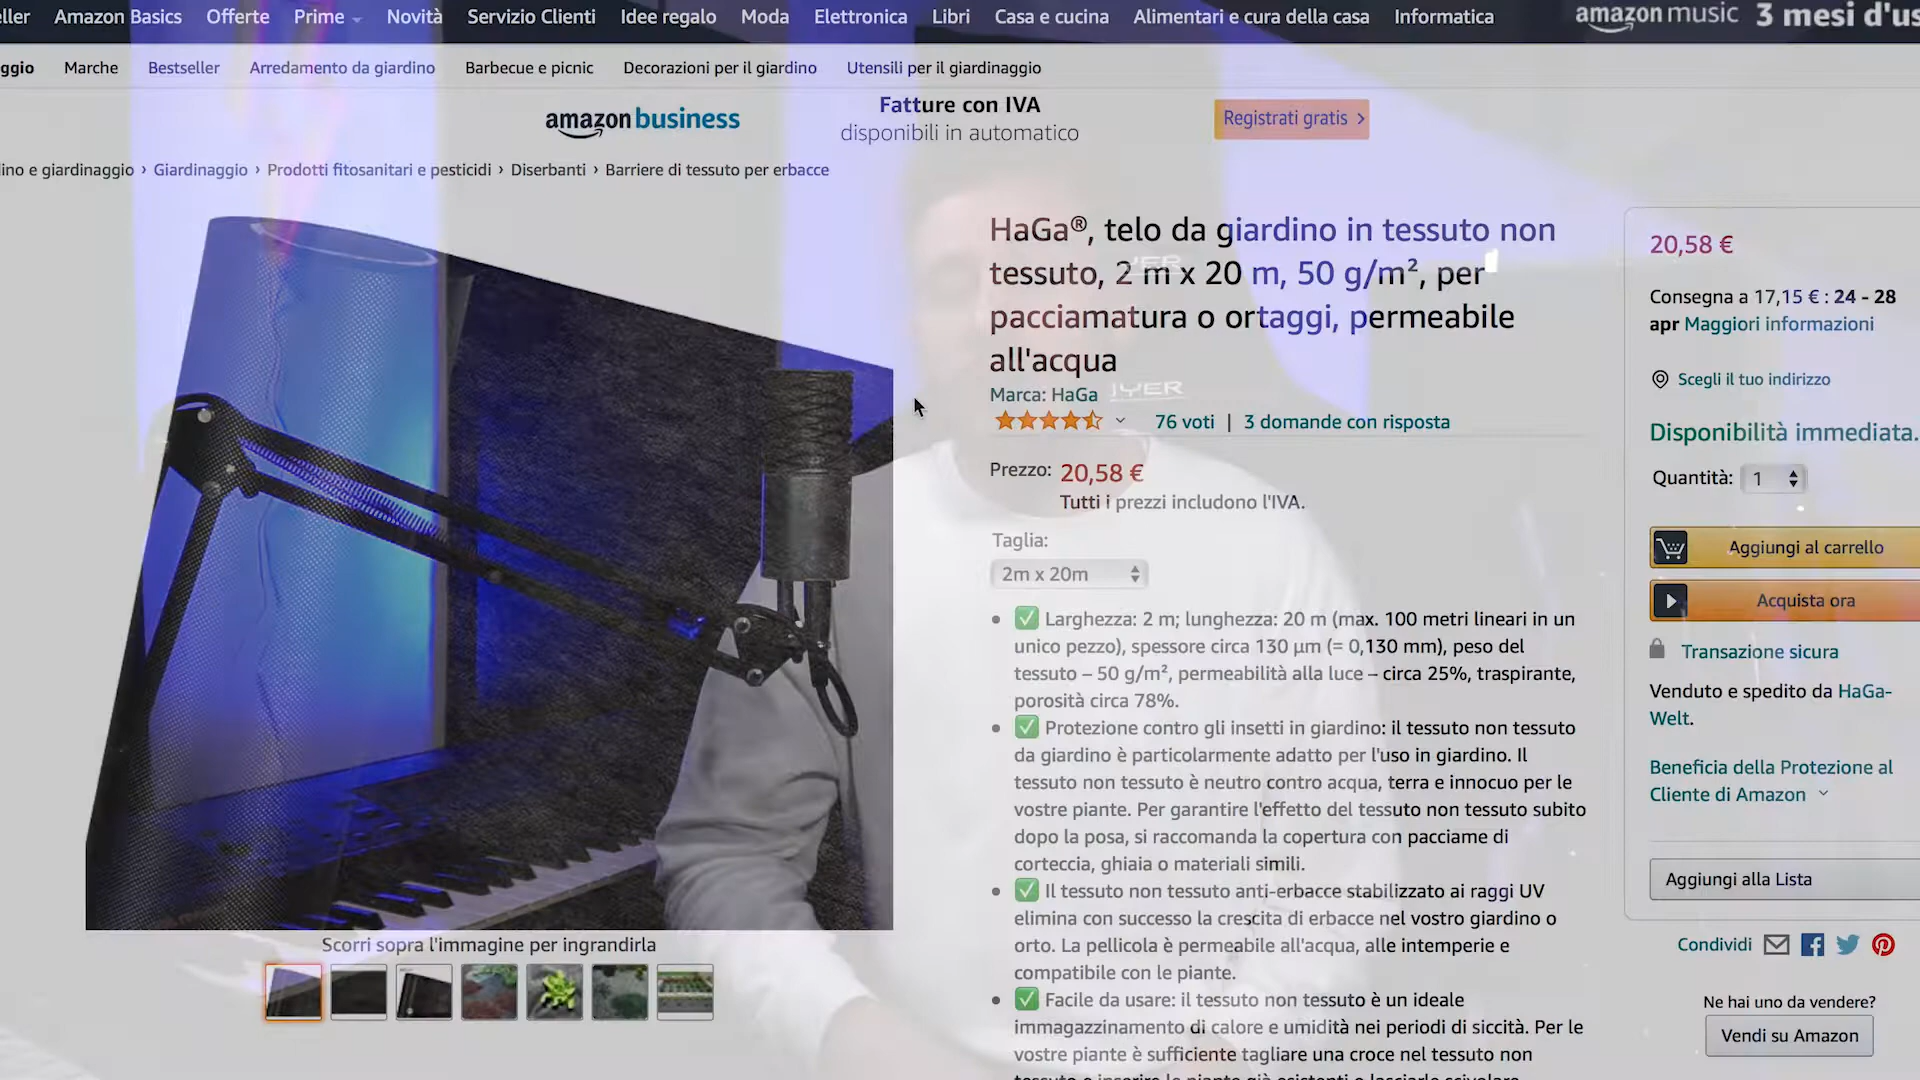 ller Amazon Basics Offerte Prime Novità Servizio Clienti Idee regalo Moda Elettronica Libri Casa e cucina Alimentari e cura della casa Informatica amazon music 3 mesi d'us
ggio Marche Bestseller Arredamento da giardino Barbecue e picnic Decorazioni per il giardino Utensili per il giardinaggio
amazon business
Fatture con IVA
disponibili in automatico
Registrati gratis ›
ino e giardinaggio › Giardinaggio › Prodotti fitosanitari e pesticidi › Diserbanti › Barriere di tessuto per erbacce
HaGa®, telo da giardino in tessuto non
tessuto, 2 m x 20 m, 50 g/m², per
pacciamatura o ortaggi, permeabile
all'acqua
Marca: HaGa
76 voti | 3 domande con risposta
Prezzo: 20,58 €
Tutti i prezzi includono l'IVA.
Taglia:
2m x 20m
• ✅ Larghezza: 2 m; lunghezza: 20 m (max. 100 metri lineari in un
unico pezzo), spessore circa 130 µm (= 0,130 mm), peso del
tessuto – 50 g/m², permeabilità alla luce – circa 25%, traspirante,
porosità circa 78%.
• ✅ Protezione contro gli insetti in giardino: il tessuto non tessuto
da giardino è particolarmente adatto per l'uso in giardino. Il
tessuto non tessuto è neutro contro acqua, terra e innocuo per le
vostre piante. Per garantire l'effetto del tessuto non tessuto subito
dopo la posa, si raccomanda la copertura con pacciame di
corteccia, ghiaia o materiali simili.
• ✅ Il tessuto non tessuto anti-erbacce stabilizzato ai raggi UV
elimina con successo la crescita di erbacce nel vostro giardino o
orto. La pellicola è permeabile all'acqua, alle intemperie e
compatibile con le piante.
• ✅ Facile da usare: il tessuto non tessuto è un ideale
immagazzinamento di calore e umidità nei periodi di siccità. Per le
vostre piante è sufficiente tagliare una croce nel tessuto non
Scorri sopra l'immagine per ingrandirla
20,58 €
Consegna a 17,15 € : 24 - 28
apr Maggiori informazioni
Scegli il tuo indirizzo
Disponibilità immediata.
Quantità: 1
Aggiungi al carrello
Acquista ora
Transazione sicura
Venduto e spedito da HaGa-
Welt.
Beneficia della Protezione al
Cliente di Amazon
Aggiungi alla Lista
Condividi
Ne hai uno da vendere?
Vendi su Amazon